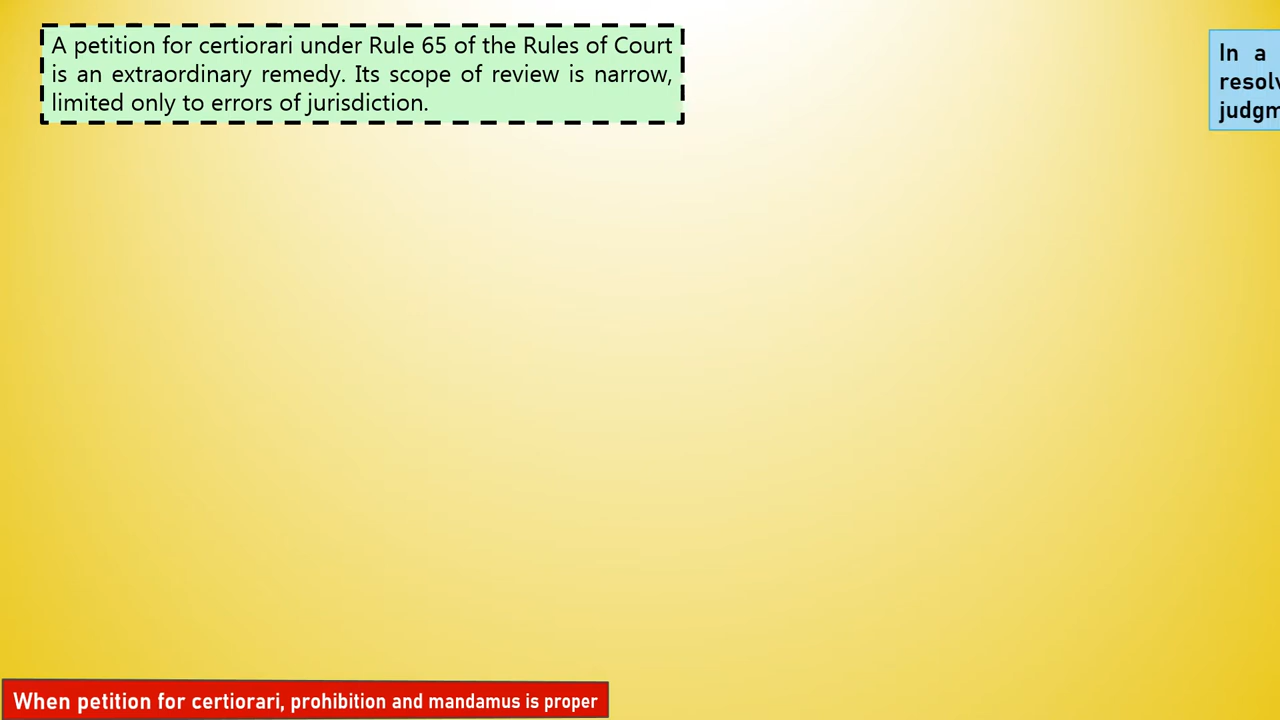 A petition for certiorari under Rule 65 of the Rules of Court
is an extraordinary remedy. Its scope of review is narrow,
limited only to errors of jurisdiction.
In a
When petition for certiorari, prohibition and mandamus is proper